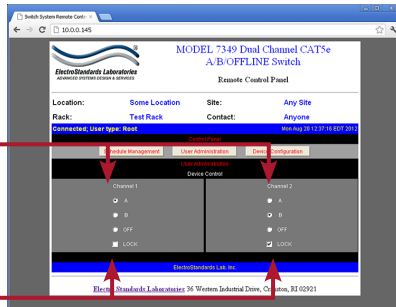 Switch System Remote Contr
10.0.0.145
MODEL 7349 Dual Channel CAT5e
A/B/OFFLINE Switch
ElectroStandards Laboratories
ADVANCED SYSTEMS DESIGN & SERVICES
Remote Control Panel
Location: Some Location Site: Any Site
Rack: Test Rack Contact: Anyone
Connected; User type: Root Mon Aug 20 12:37:16 EDT 2012
Control Panel
Schedule Management User Administration Device Configuration
User Administration
Device Control
Channel 1 Channel 2
A A
B B
OFF OFF
LOCK LOCK
ElectroStandards Lab. Inc.
Electro Standards Laboratories 36 Western Industrial Drive, Cranston, RI 02921